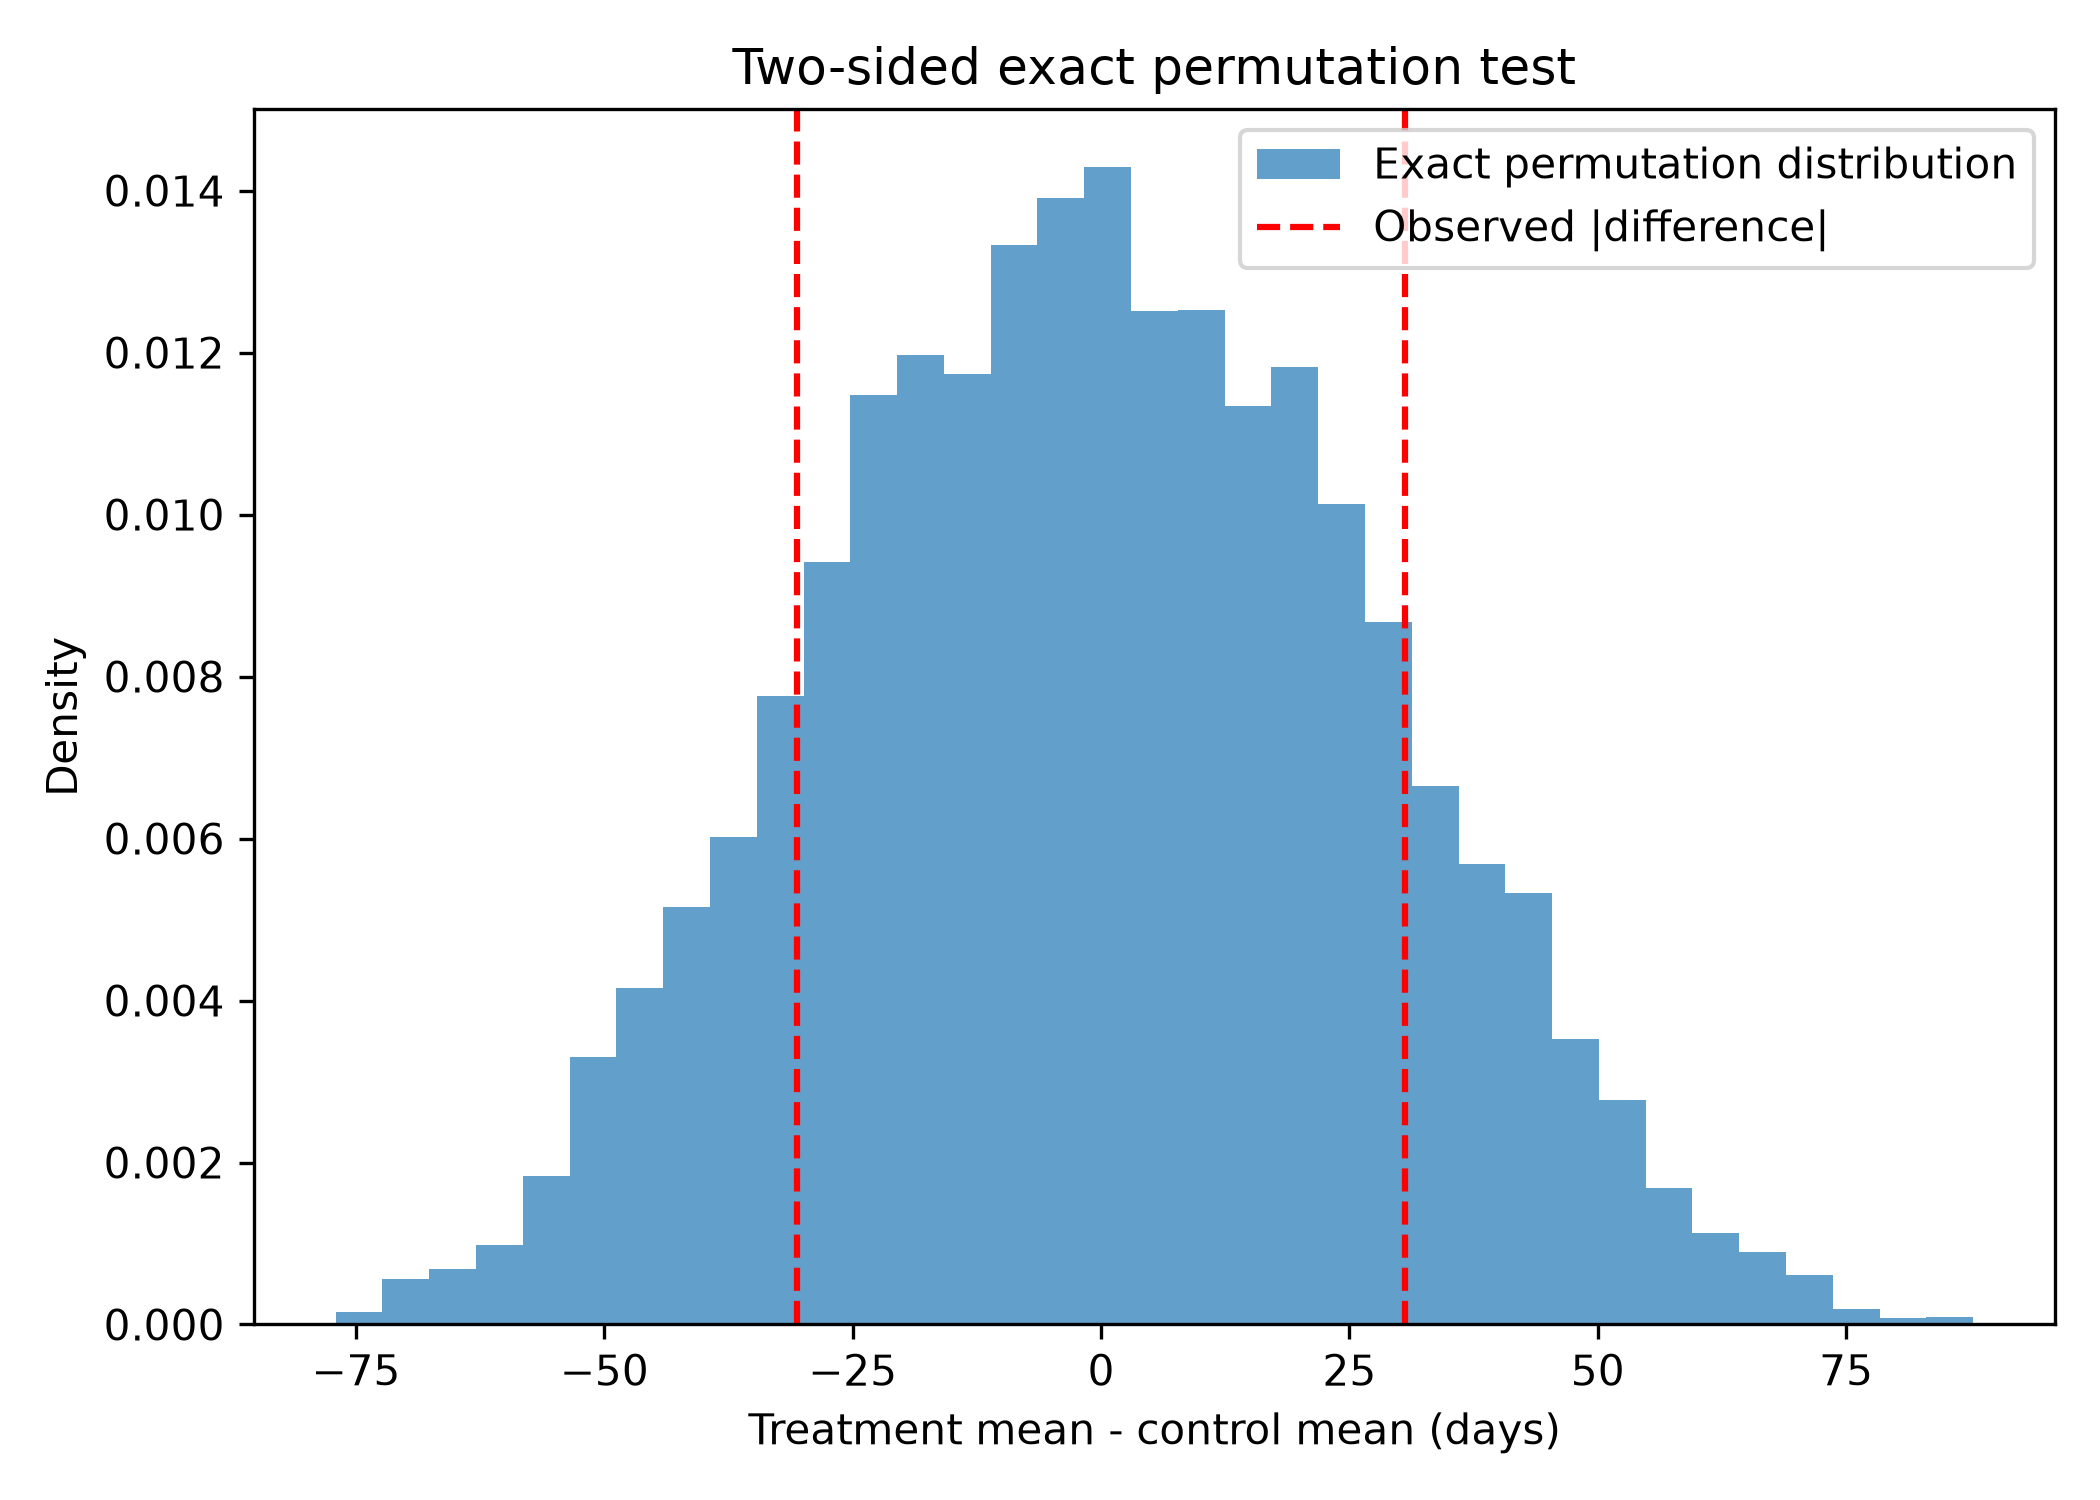 Two-sided exact permutation test
Exact permutation distribution
Observed |difference|
Density
0.014
0.012
0.010
0.008
0.006
0.004
0.002
0.000
−75 −50 −25 0 25 50 75
Treatment mean - control mean (days)